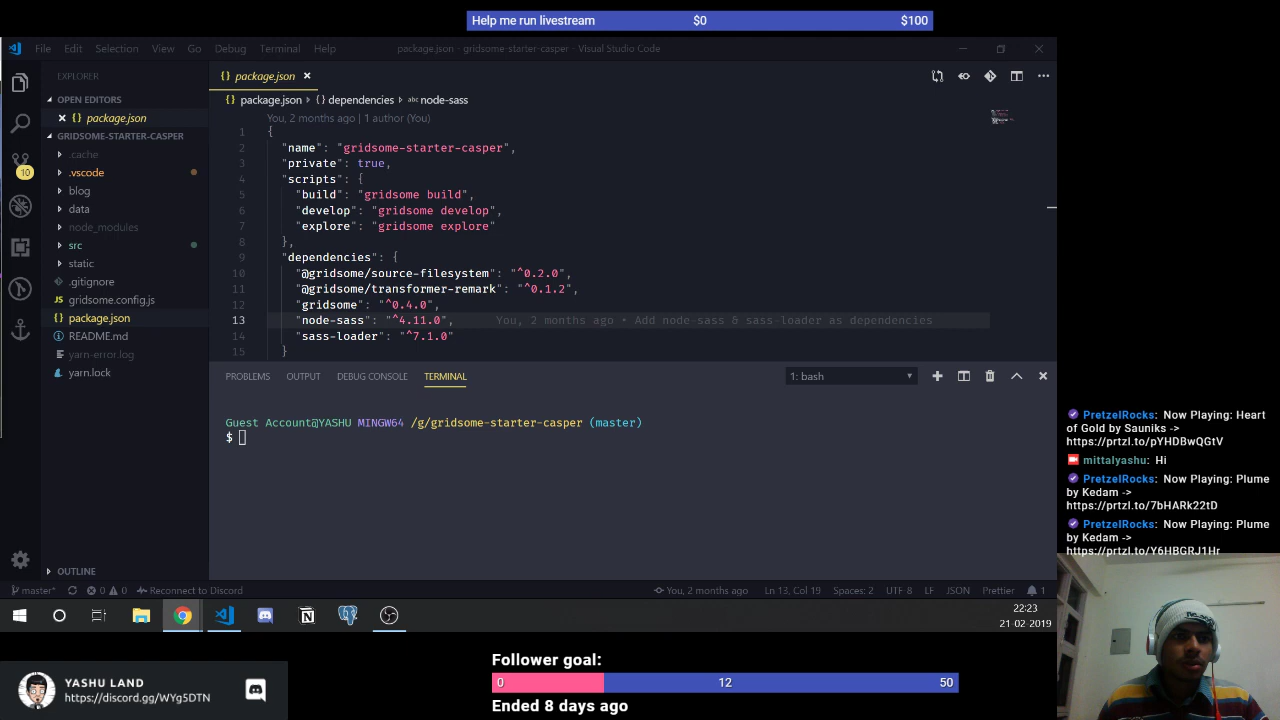 Help me run livestream $0 $100
File Edit Selection View Go Debug Terminal Help package.json - gridsome-starter-casper - Visual Studio Code
EXPLORER
OPEN EDITORS
{} package.json
GRIDSOME-STARTER-CASPER
.cache
.vscode
blog
data
node_modules
src
static
.gitignore
gridsome.config.js
package.json
README.md
yarn-error.log
yarn.lock
OUTLINE
10
{} package.json
{} package.json › {} dependencies › abc node-sass
You, 2 months ago | 1 author (You)
1 {
2 "name": "gridsome-starter-casper",
3 "private": true,
4 "scripts": {
5 "build": "gridsome build",
6 "develop": "gridsome develop",
7 "explore": "gridsome explore"
8 },
9 "dependencies": {
10 "@gridsome/source-filesystem": "^0.2.0",
11 "@gridsome/transformer-remark": "^0.1.2",
12 "gridsome": "^0.4.0",
13 "node-sass": "^4.11.0", You, 2 months ago • Add node-sass & sass-loader as dependencies
14 "sass-loader": "^7.1.0"
15 }
PROBLEMS OUTPUT DEBUG CONSOLE TERMINAL 1: bash
Guest Account@YASHU MINGW64 /g/gridsome-starter-casper (master)
$
master* 0 0 Reconnect to Discord You, 2 months ago Ln 13, Col 19 Spaces: 2 UTF-8 LF JSON Prettier 1
22:23
21-02-2019
PretzelRocks: Now Playing: Heart
of Gold by Sauniks ->
https://prtzl.to/pYHDBwQGtV
mittalyashu: Hi
PretzelRocks: Now Playing: Plume
by Kedam ->
https://prtzl.to/7bHARk22tD
PretzelRocks: Now Playing: Plume
by Kedam ->
https://prtzl.to/Y6HBGRJ1Hr
YASHU LAND
https://discord.gg/WYg5DTN
Follower goal:
0 12 50
Ended 8 days ago